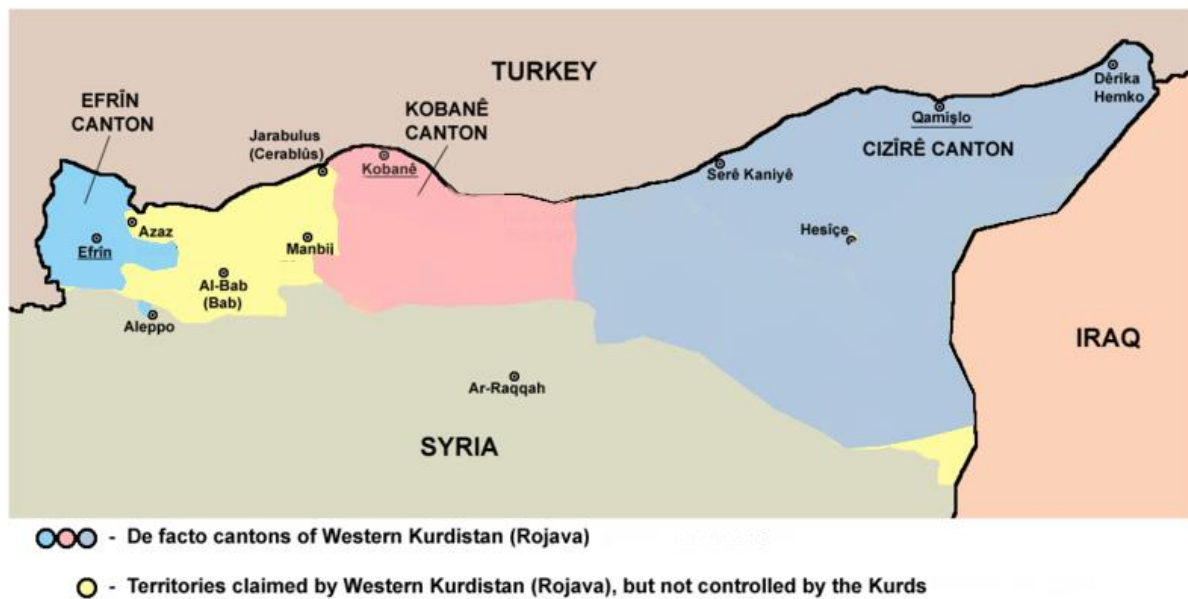 TURKEY
EFRÎN
CANTON
KOBANÊ
CANTON
Jarabulus
(Cerablûs)
Kobanê
Dêrika
Hemko
Qamişlo
CIZÎRÊ CANTON
Serê Kaniyê
Azaz
Efrîn
Manbij
Hesîçe
Al-Bab
(Bab)
Aleppo
IRAQ
Ar-Raqqah
SYRIA
- De facto cantons of Western Kurdistan (Rojava)
- Territories claimed by Western Kurdistan (Rojava), but not controlled by the Kurds